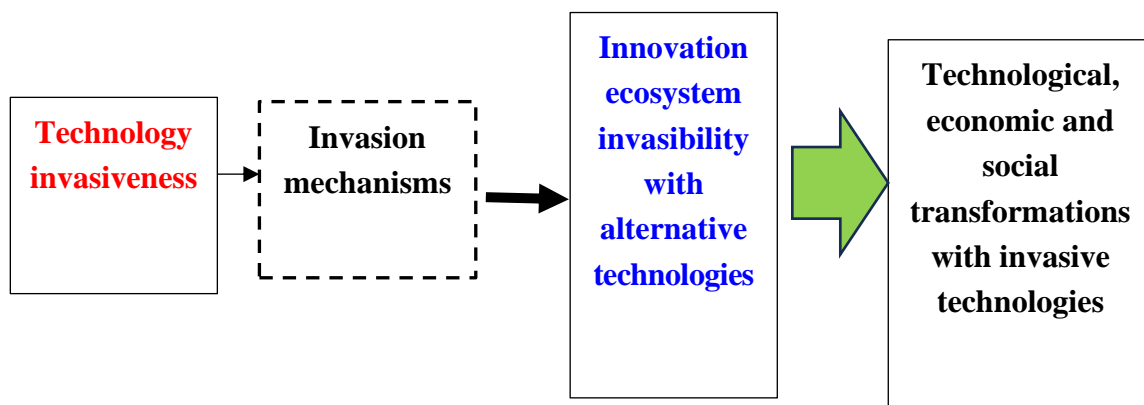 Technology
invasiveness
Invasion
mechanisms
Innovation
ecosystem
invasibility
with
alternative
technologies
Technological,
economic and
social
transformations
with invasive
technologies